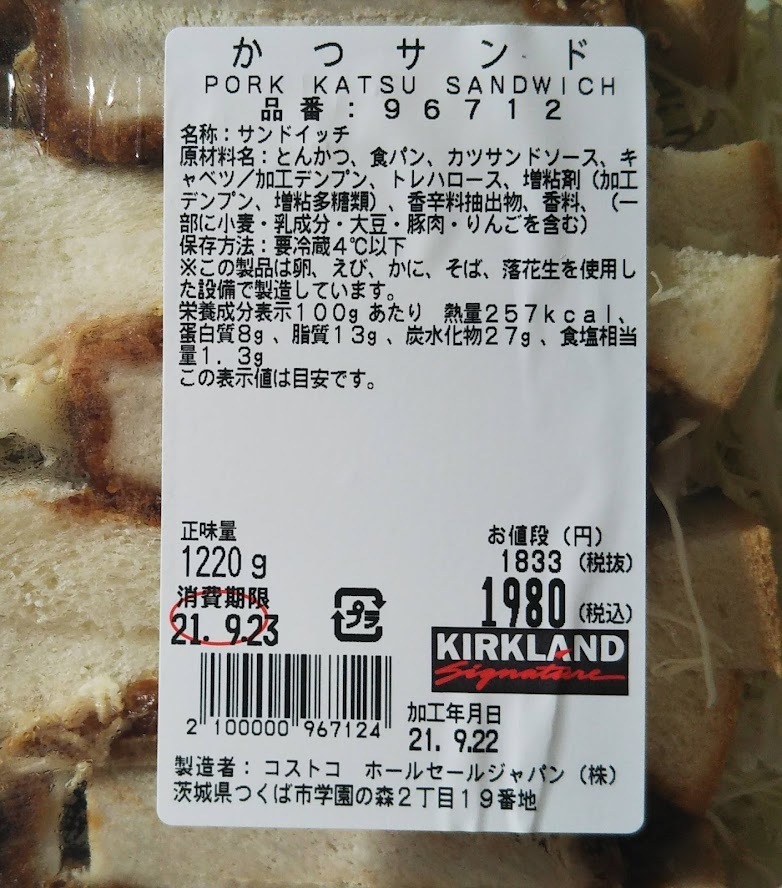 かつサンド
PORK KATSU SANDWICH
品番:96712
名称:サンドイッチ
原材料名:とんかつ、食パン、カツサンドソース、キ
ャベツ/加工デンプン、トレハロース、増粘剤(加工
デンプン、増粘多糖類)、香辛料抽出物、香料、(一
部に小麦・乳成分・大豆・豚肉・りんごを含む)
保存方法:要冷蔵4℃以下
※この製品は卵、えび、かに、そば、落花生を使用し
た設備で製造しています。
栄養成分表示100gあたり 熱量257kcal、
蛋白質8g、脂質13g、炭水化物27g、食塩相当
量1.3g
この表示値は目安です。
正味量
1220g
お値段(円)
1833(税抜)
消費期限
21. 9.23
プラ
1980(税込)
KIRKLAND
Signature
2 100000 967124
加工年月日
21. 9.22
製造者:コストコ ホールセールジャパン(株)
茨城県つくば市学園の森2丁目19番地